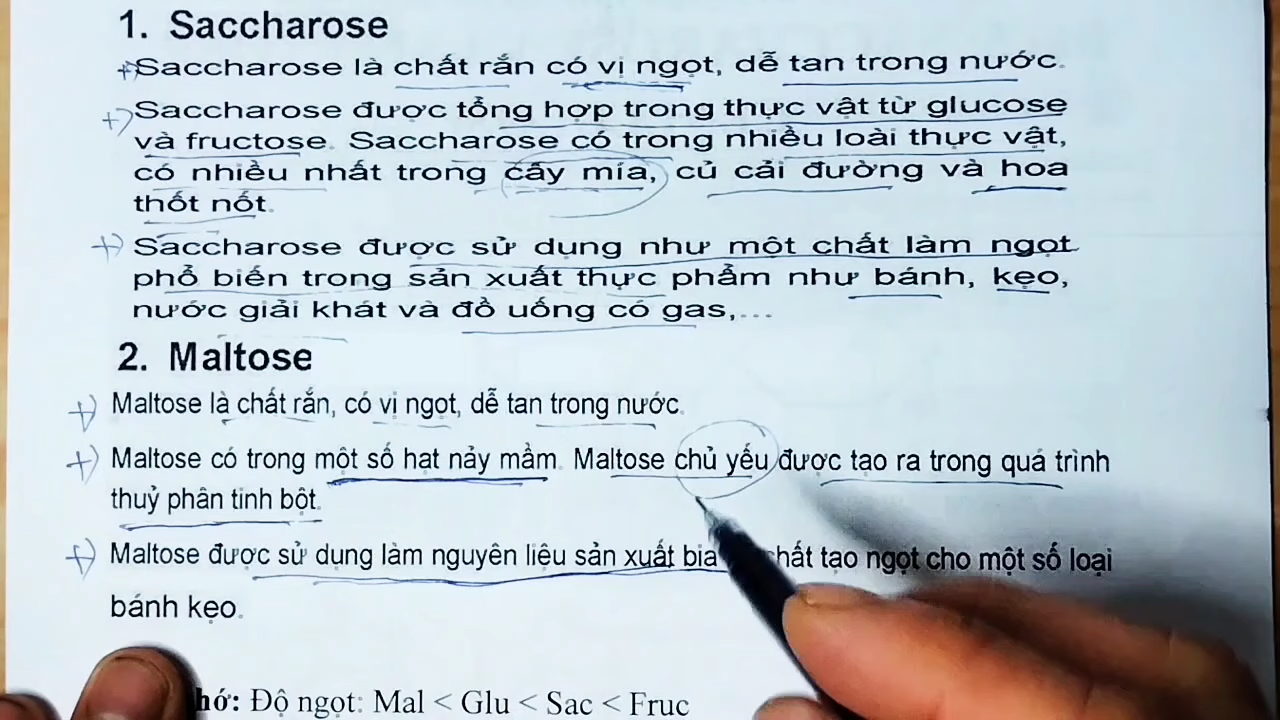 1. Saccharose
+) Saccharose là chất rắn có vị ngọt, dễ tan trong nước.
+) Saccharose được tổng hợp trong thực vật từ glucose
và fructose. Saccharose có trong nhiều loài thực vật,
có nhiều nhất trong cây mía, củ cải đường và hoa
thốt nốt.
+) Saccharose được sử dụng như một chất làm ngọt
phổ biến trong sản xuất thực phẩm như bánh, kẹo,
nước giải khát và đồ uống có gas,...
2. Maltose
+) Maltose là chất rắn, có vị ngọt, dễ tan trong nước.
+) Maltose có trong một số hạt nảy mầm. Maltose chủ yếu được tạo ra trong quá trình
thuỷ phân tinh bột.
+) Maltose được sử dụng làm nguyên liệu sản xuất bia chất tạo ngọt cho một số loại
bánh kẹo.
hớ: Độ ngọt: Mal < Glu < Sac < Fruc